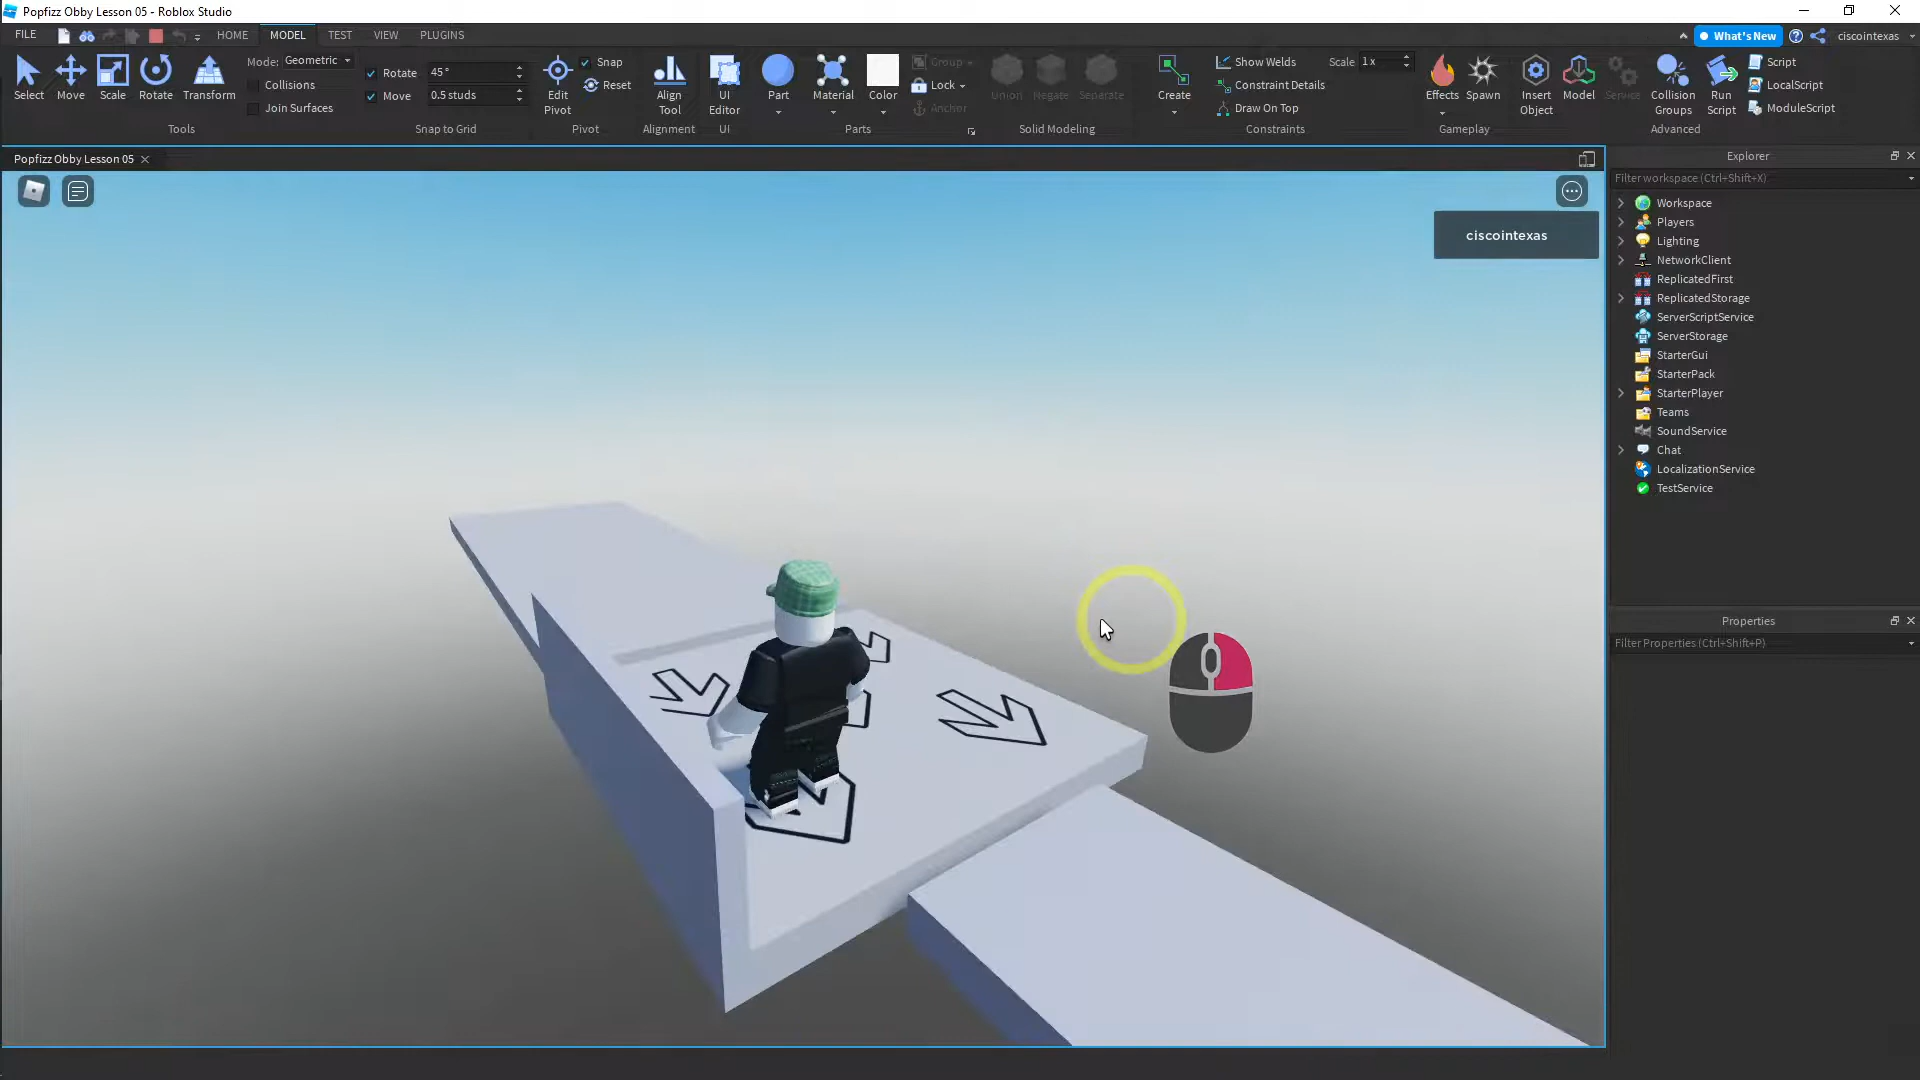 Popfizz Obby Lesson 05 - Roblox Studio
FILE HOME MODEL TEST VIEW PLUGINS What's New ciscointexas
Select Move Scale Rotate Transform
Mode: Geometric
Collisions
Join Surfaces
Tools
Rotate 45°
Move 0.5 studs
Snap to Grid
Edit Pivot
Snap
Reset
Pivot
Align Tool
Alignment
UI Editor
UI
Part Material Color
Group
Lock
Anchor
Parts
Union Negate Separate
Solid Modeling
Create
Show Welds Scale 1x
Constraint Details
Draw On Top
Constraints
Effects Spawn
Insert Object Model Service
Gameplay
Collision Groups Run Script
Script
LocalScript
ModuleScript
Advanced
Popfizz Obby Lesson 05
ciscointexas
Explorer
Filter workspace (Ctrl+Shift+X)
Workspace
Players
Lighting
NetworkClient
ReplicatedFirst
ReplicatedStorage
ServerScriptService
ServerStorage
StarterGui
StarterPack
StarterPlayer
Teams
SoundService
Chat
LocalizationService
TestService
Properties
Filter Properties (Ctrl+Shift+P)